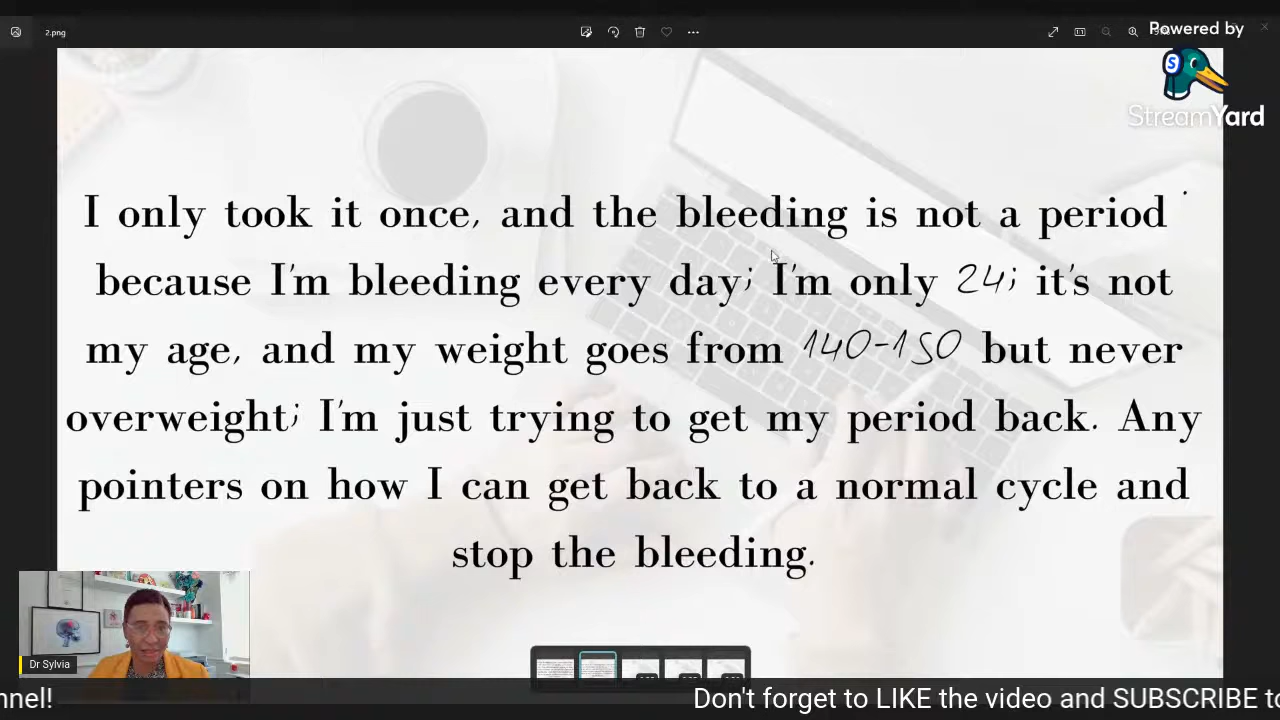 2.png
Powered by
StreamYard
I only took it once, and the bleeding is not a period
because I'm bleeding every day; I'm only 24; it's not
my age, and my weight goes from 140-150 but never
overweight; I'm just trying to get my period back. Any
pointers on how I can get back to a normal cycle and
stop the bleeding.
Dr Sylvia
nnel!
Don't forget to LIKE the video and SUBSCRIBE to